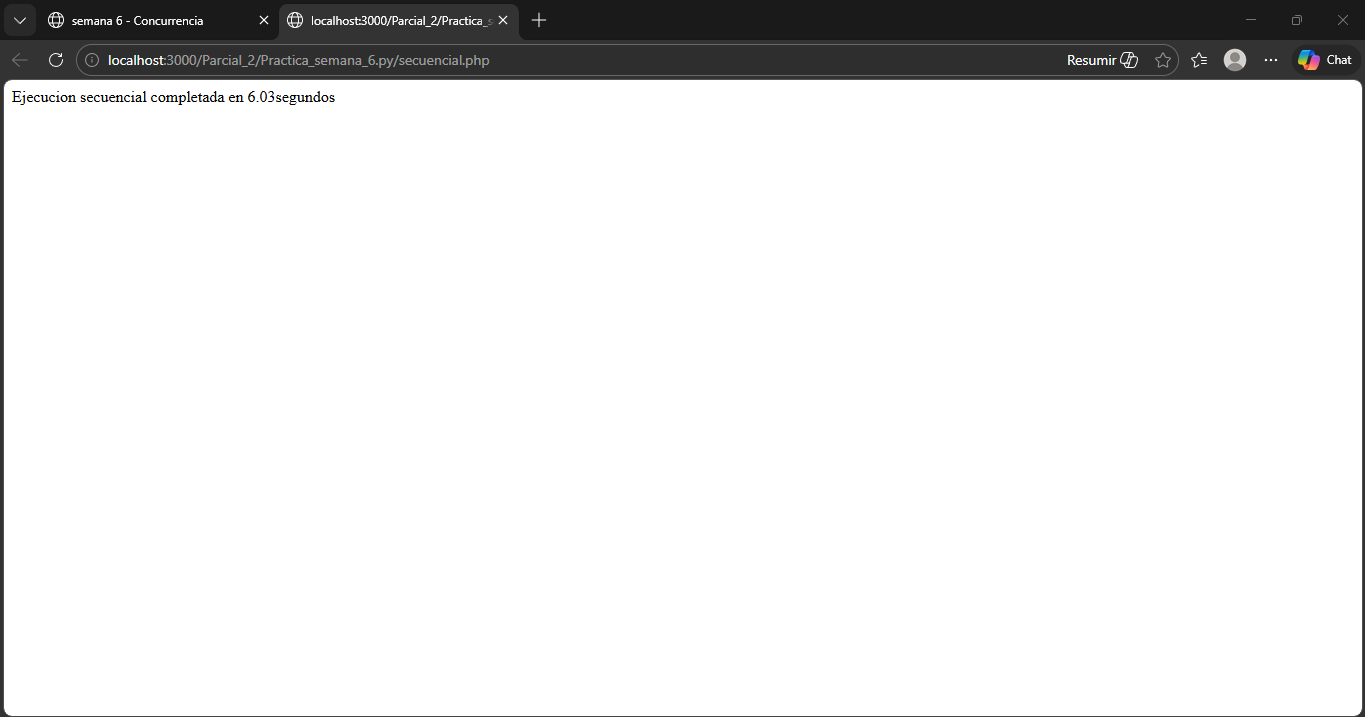 semana 6 - Concurrencia
localhost:3000/Parcial_2/Practica_s
localhost:3000/Parcial_2/Practica_semana_6.py/secuencial.php
Resumir
Chat
Ejecucion secuencial completada en 6.03segundos